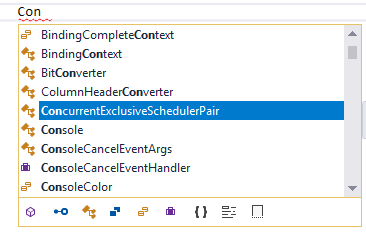 Con
BindingCompleteContext
BindingContext
BitConverter
ColumnHeaderConverter
ConcurrentExclusiveSchedulerPair
Console
ConsoleCancelEventArgs
ConsoleCancelEventHandler
ConsoleColor